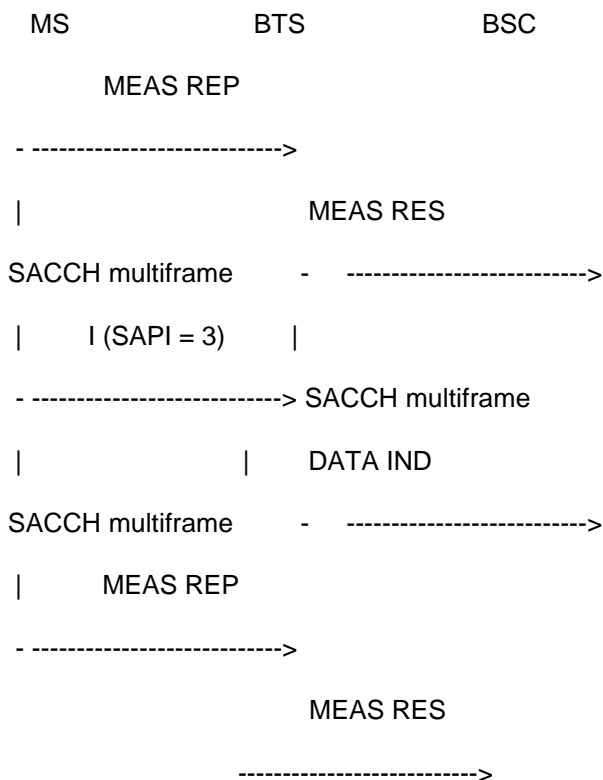 MS BTS BSC
MEAS REP
- ---------------------------->
| MEAS RES
SACCH multiframe - --------------------------->
| I (SAPI = 3) |
- ----------------------------> SACCH multiframe
| | DATA IND
SACCH multiframe - --------------------------->
| MEAS REP
- ---------------------------->
MEAS RES
--------------------------->